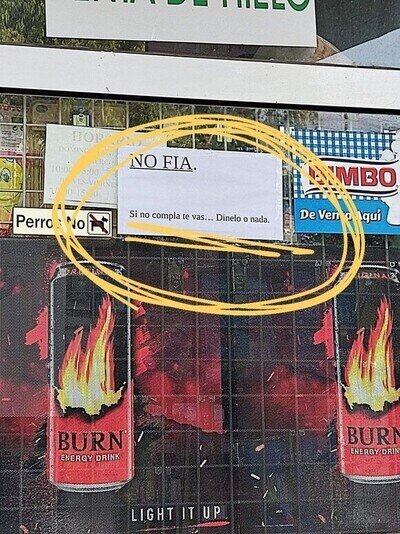 NO FIA.
Si no compla te vas... Dinelo o nada.
Perros No
BIMBO
De Venta Aquí
BURN
ENERGY DRINK
BURN
ENERGY DRINK
LIGHT IT UP